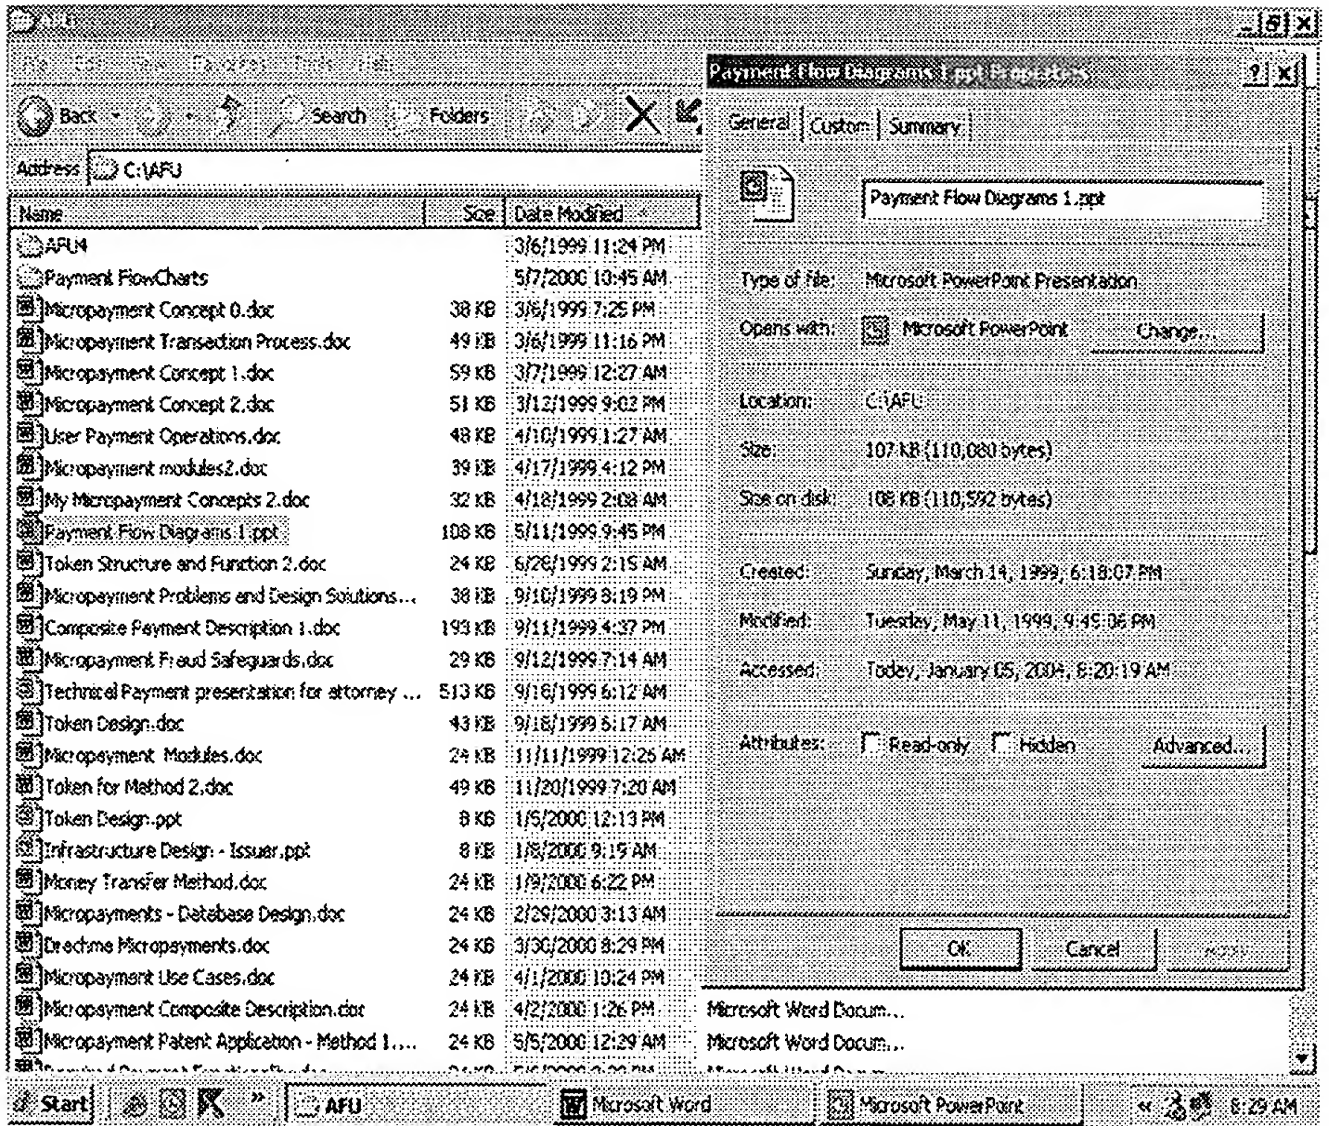 AFU
File Edit View Favorites Tools Help
Back Search Folders
Address C:\AFU
Name Size Date Modified
AFU4 3/6/1999 11:24 PM
Payment FlowCharts 5/7/2000 10:45 AM
Micropayment Concept 0.doc 38 KB 3/6/1999 7:25 PM
Micropayment Transaction Process.doc 49 KB 3/6/1999 11:16 PM
Micropayment Concept 1.doc 59 KB 3/7/1999 12:27 AM
Micropayment Concept 2.doc 51 KB 3/12/1999 9:02 PM
User Payment Operations.doc 48 KB 4/10/1999 1:27 AM
Micropayment modules2.doc 39 KB 4/17/1999 4:12 PM
My Micropayment Concepts 2.doc 32 KB 4/18/1999 2:08 AM
Payment Flow Diagrams 1.ppt 108 KB 5/11/1999 9:45 PM
Token Structure and Function 2.doc 24 KB 6/28/1999 2:15 AM
Micropayment Problems and Design Solutions... 38 KB 9/10/1999 8:19 PM
Composite Payment Description 1.doc 193 KB 9/11/1999 4:37 PM
Micropayment Fraud Safeguards.doc 29 KB 9/12/1999 7:14 AM
Technical Payment presentation for attorney ... 513 KB 9/18/1999 6:12 AM
Token Design.doc 43 KB 9/18/1999 6:17 AM
Micropayment Modules.doc 24 KB 11/11/1999 12:26 AM
Token for Method 2.doc 49 KB 11/20/1999 7:20 AM
Token Design.ppt 8 KB 1/5/2000 12:13 PM
Infrastructure Design - Issuer.ppt 8 KB 1/8/2000 9:19 AM
Money Transfer Method.doc 24 KB 1/9/2000 6:22 PM
Micropayments - Database Design.doc 24 KB 2/29/2000 3:13 AM
Drachma Micropayments.doc 24 KB 3/30/2000 8:29 PM
Micropayment Use Cases.doc 24 KB 4/1/2000 10:24 PM
Micropayment Composite Description.doc 24 KB 4/2/2000 1:26 PM Microsoft Word Docum...
Micropayment Patent Application - Method 1.... 24 KB 5/5/2000 12:29 AM Microsoft Word Docum...
Payment Flow Diagrams 1.ppt Properties
General Custom Summary
Payment Flow Diagrams 1.ppt
Type of file: Microsoft PowerPoint Presentation
Opens with: Microsoft PowerPoint Change...
Location: C:\AFU
Size: 107 KB (110,080 bytes)
Size on disk: 108 KB (110,592 bytes)
Created: Sunday, March 14, 1999, 6:18:07 PM
Modified: Tuesday, May 11, 1999, 9:45:06 PM
Accessed: Today, January 05, 2004, 8:20:19 AM
Attributes: Read-only Hidden Advanced...
OK Cancel Apply
Start AFU Microsoft Word Microsoft PowerPoint 8:29 AM